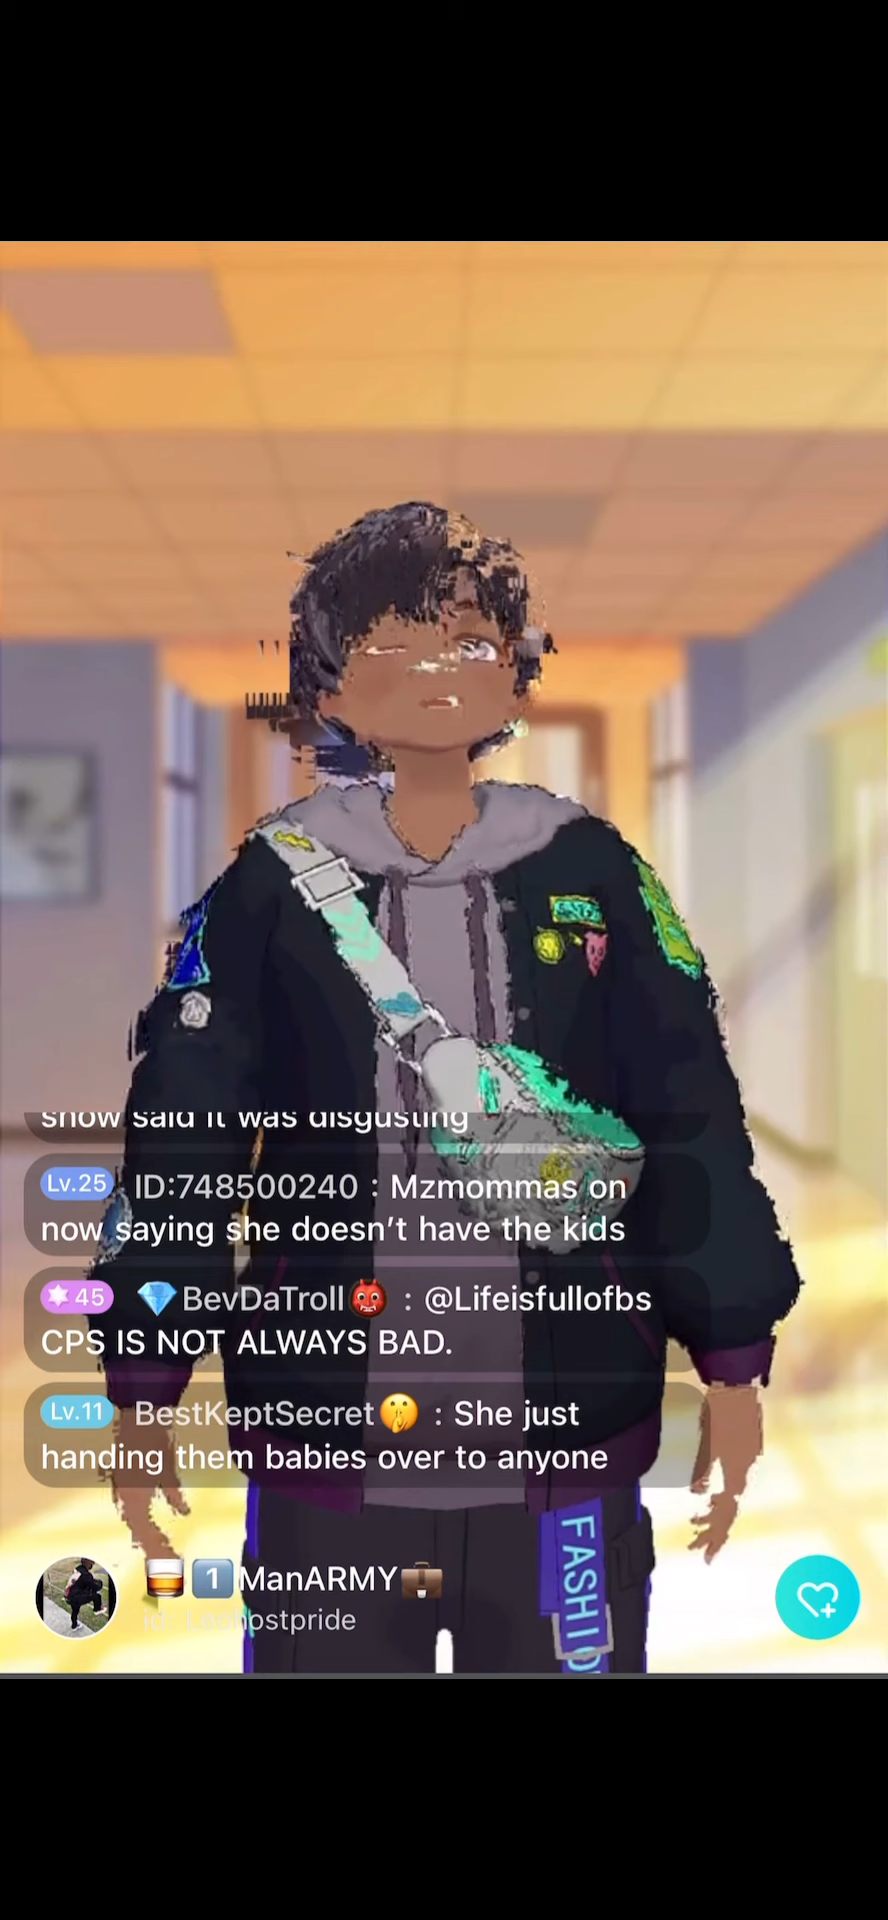 show said it was disgusting
Lv.25 ID:748500240 : Mzmommas on
now saying she doesn't have the kids
45 💎BevDaTroll👹 : @Lifeisfullofbs
CPS IS NOT ALWAYS BAD.
Lv.11 BestKeptSecret🤫 : She just
handing them babies over to anyone
🥃1️⃣ManARMY💼
hostpride
FASHIO